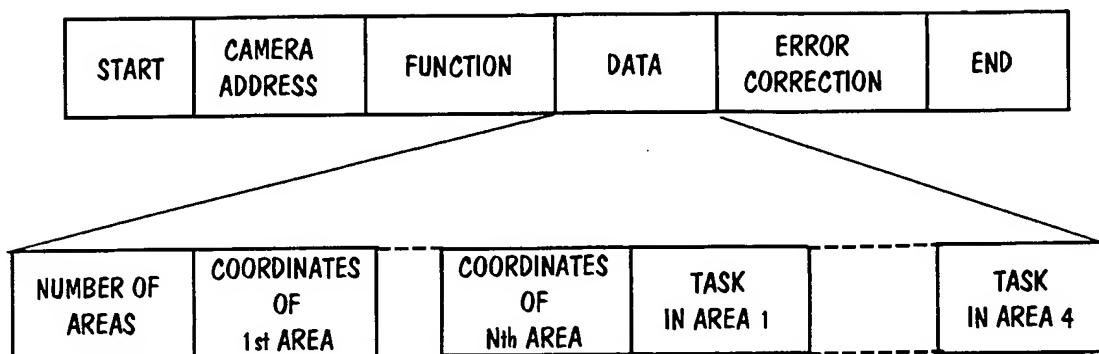 START
CAMERA
ADDRESS
FUNCTION
DATA
ERROR
CORRECTION
END
NUMBER OF
AREAS
COORDINATES
OF
1st AREA
COORDINATES
OF
Nth AREA
TASK
IN AREA 1
TASK
IN AREA 4